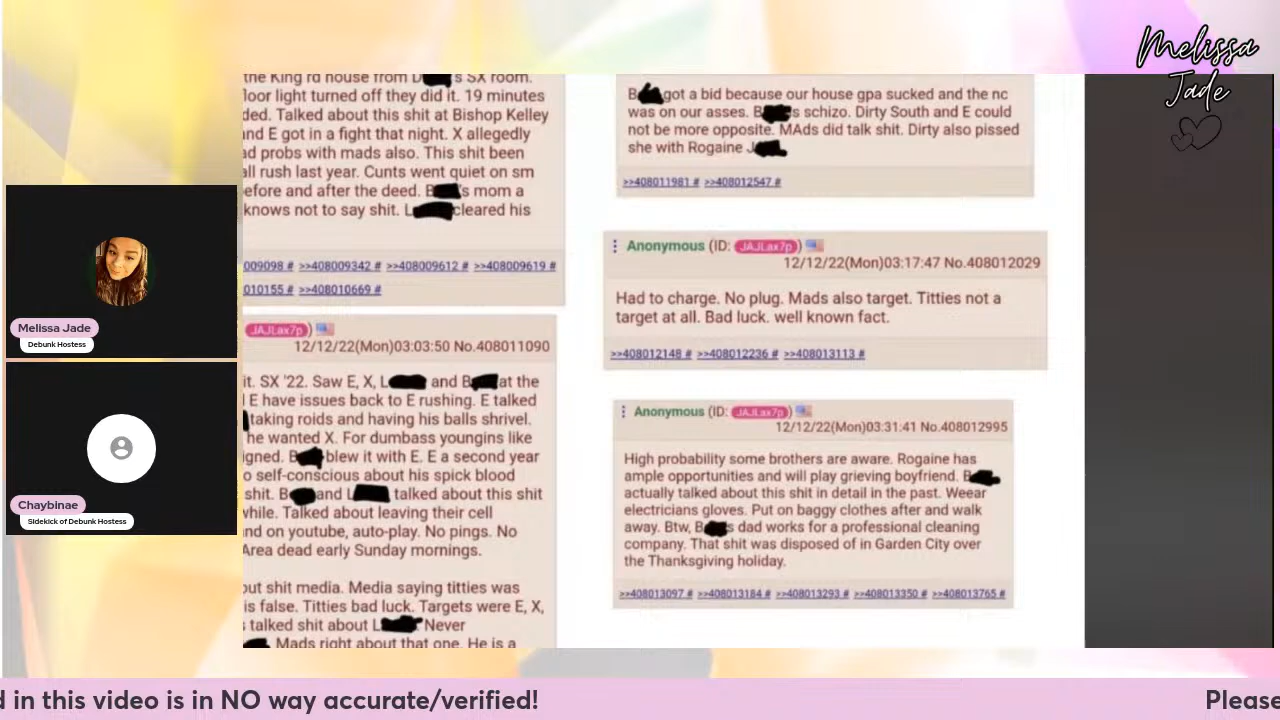 Melissa
Jade
the King rd house from D s SX room.
loor light turned off they did it. 19 minutes
ded. Talked about this shit at Bishop Kelley
nd E got in a fight that night. X allegedly
ad probs with mads also. This shit been
all rush last year. Cunts went quiet on sm
efore and after the deed. B 's mom a
knows not to say shit. L cleared his
009098 # >>408009342 # >>408009612 # >>408009619 #
010155 # >>408010669 #
JAJLax7p)
12/12/22(Mon)03:03:50 No.408011090
it. SX '22. Saw E, X, L and B at the
E have issues back to E rushing. E talked
taking roids and having his balls shrivel.
he wanted X. For dumbass youngins like
igned. B blew it with E. E a second year
o self-conscious about his spick blood
shit. B and L talked about this shit
while. Talked about leaving their cell
nd on youtube, auto-play. No pings. No
Area dead early Sunday mornings.
out shit media. Media saying titties was
is false. Titties bad luck. Targets were E, X,
talked shit about L Never
Mads right about that one. He is a
B got a bid because our house gpa sucked and the nc
was on our asses. B s schizo. Dirty South and E could
not be more opposite. MAds did talk shit. Dirty also pissed
she with Rogaine J
>>408011981 # >>408012547 #
Anonymous (ID: JAJLax7p)
12/12/22(Mon)03:17:47 No.408012029
Had to charge. No plug. Mads also target. Titties not a
target at all. Bad luck. well known fact.
>>408012148 # >>408012236 # >>408013113 #
Anonymous (ID: JAJLax7p)
12/12/22(Mon)03:31:41 No.408012995
High probability some brothers are aware. Rogaine has
ample opportunities and will play grieving boyfriend. B
actually talked about this shit in detail in the past. Weear
electricians gloves. Put on baggy clothes after and walk
away. Btw, B s dad works for a professional cleaning
company. That shit was disposed of in Garden City over
the Thanksgiving holiday.
>>408013097 # >>408013184 # >>408013293 # >>408013350 # >>408013765 #
Melissa Jade
Debunk Hostess
Chaybinae
Sidekick of Debunk Hostess
d in this video is in NO way accurate/verified!
Please